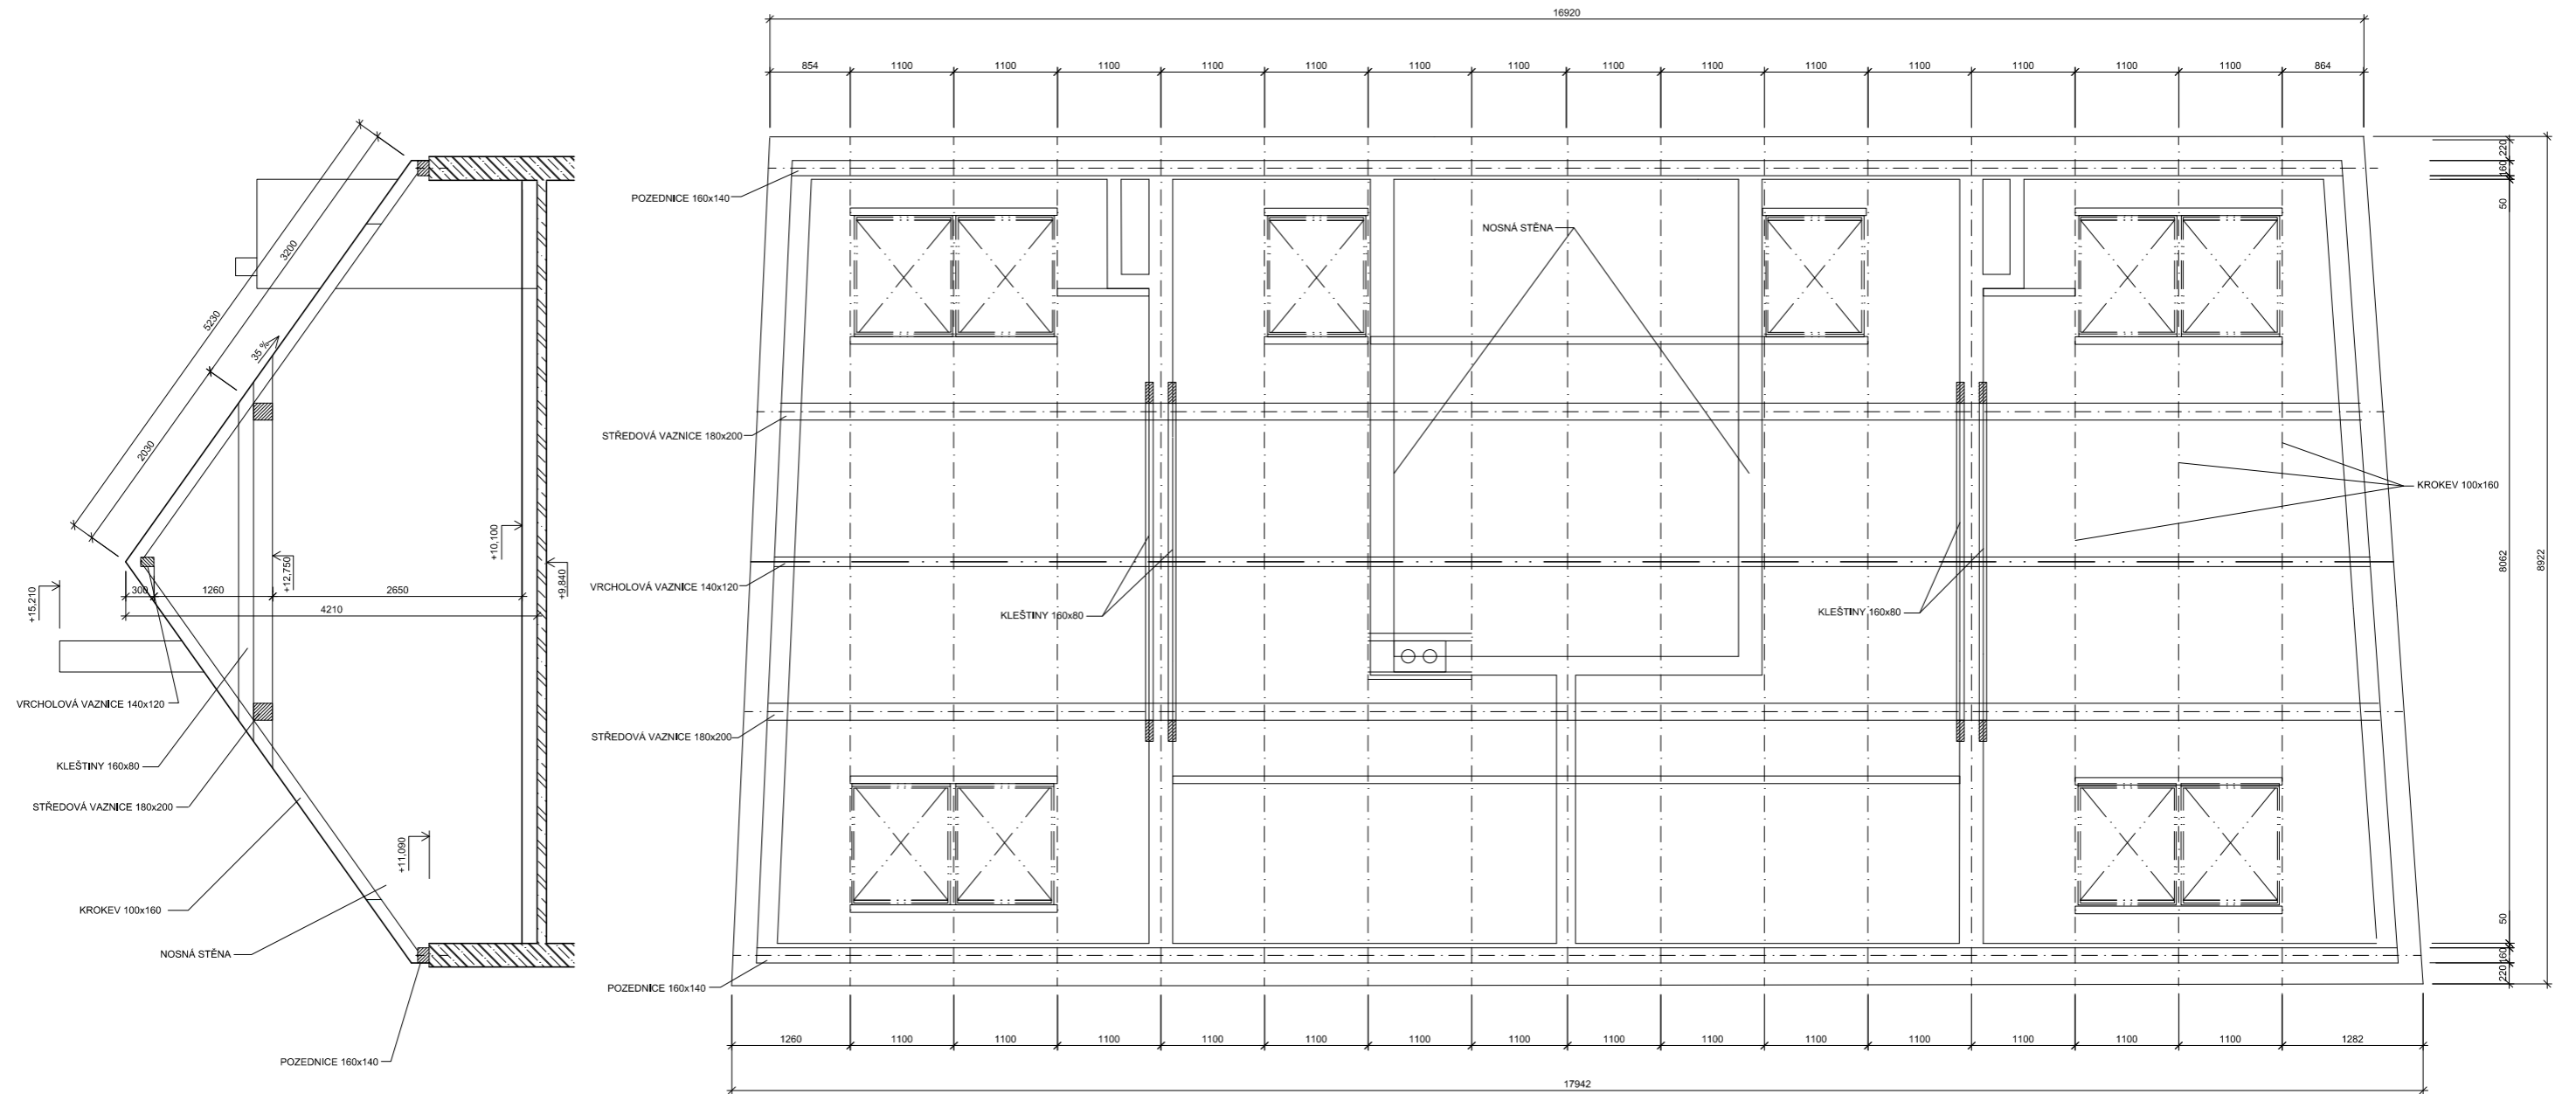 16920
854 1100 1100 1100 1100 1100 1100 1100 1100 1100 1100 1100 1100 1100 1100 864
POZEDNICE 160x140
NOSNÁ STĚNA
STŘEDOVÁ VAZNICE 180x200
KROKEV 100x160
VRCHOLOVÁ VAZNICE 140x120
KLEŠTINY 160x80
KLEŠTINY 160x80
STŘEDOVÁ VAZNICE 180x200
POZEDNICE 160x140
220
160
50
8062
8922
50
160
220
1260 1100 1100 1100 1100 1100 1100 1100 1100 1100 1100 1100 1100 1100 1100 1282
17942
3200
5230
35 %
2030
+10,100
+12,750
+9,840
+15,210
300 1260 2650
4210
VRCHOLOVÁ VAZNICE 140x120
KLEŠTINY 160x80
STŘEDOVÁ VAZNICE 180x200
+11,090
KROKEV 100x160
NOSNÁ STĚNA
POZEDNICE 160x140